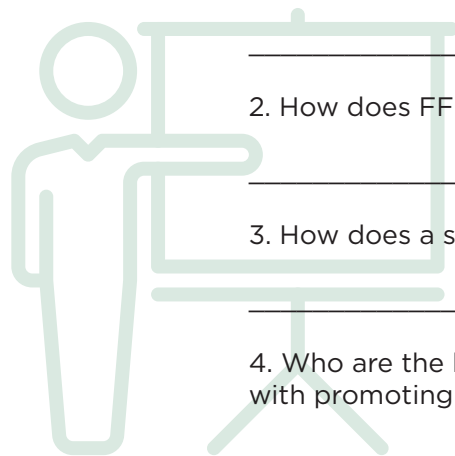 2. How does FF
3. How does a s
4. Who are the
with promoting